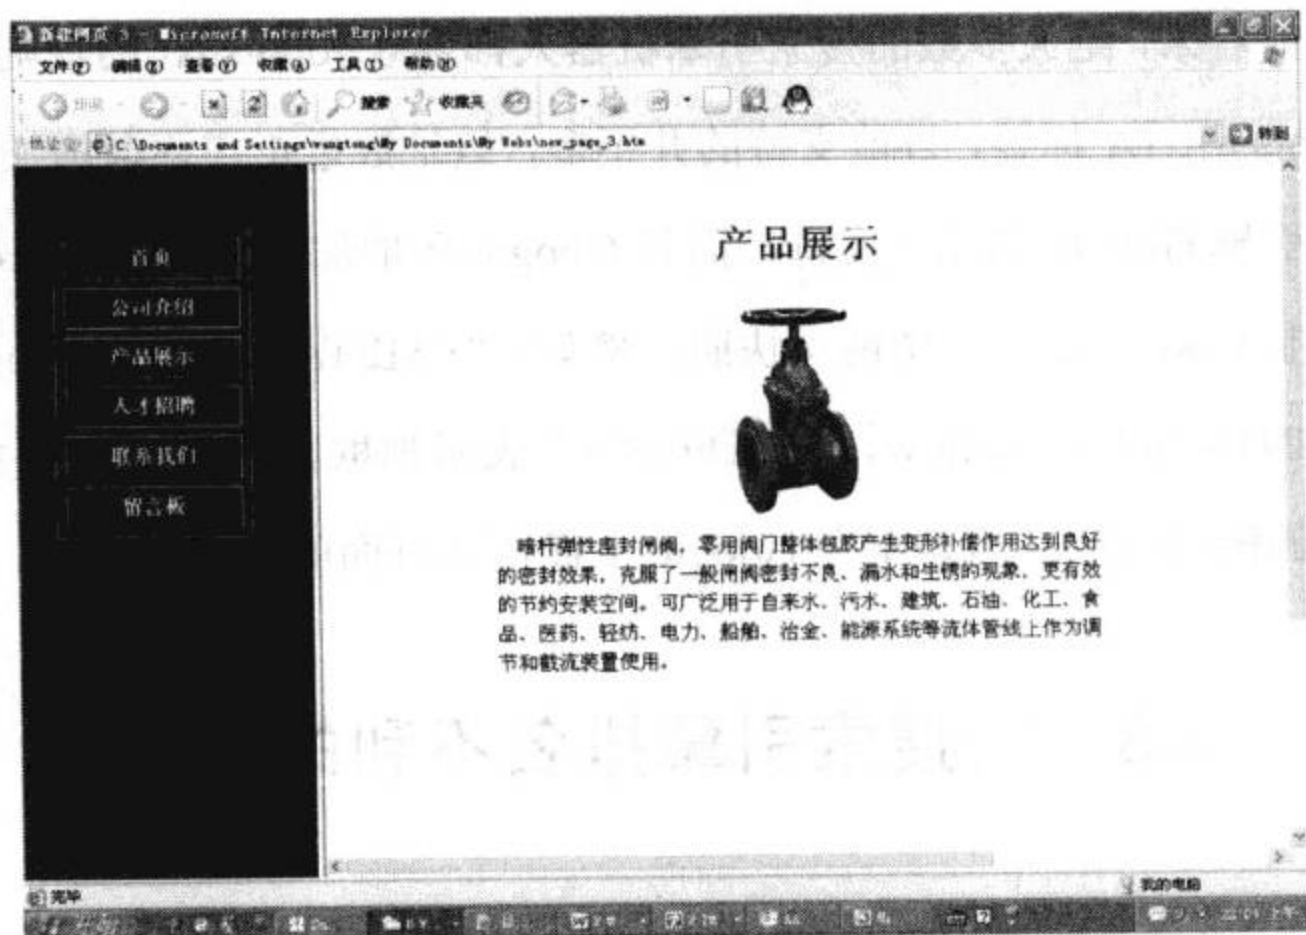 新建网页 3 - Microsoft Internet Explorer
文件(F) 编辑(E) 查看(V) 收藏(A) 工具(T) 帮助(H)
搜索 收藏夹
C:\Documents and Settings\wangtong\My Documents\My Webs\new_page_3.htm 转到
首页
公司介绍
产品展示
人才招聘
联系我们
留言板
产品展示
暗杆弹性座封闸阀，零用阀门整体包胶产生变形补偿作用达到良好
的密封效果，克服了一般闸阀密封不良、漏水和生锈的现象，更有效
的节约安装空间。可广泛用于自来水、污水、建筑、石油、化工、食
品、医药、轻纺、电力、船舶、冶金、能源系统等流体管线上作为调
节和截流装置使用。
完毕 我的电脑